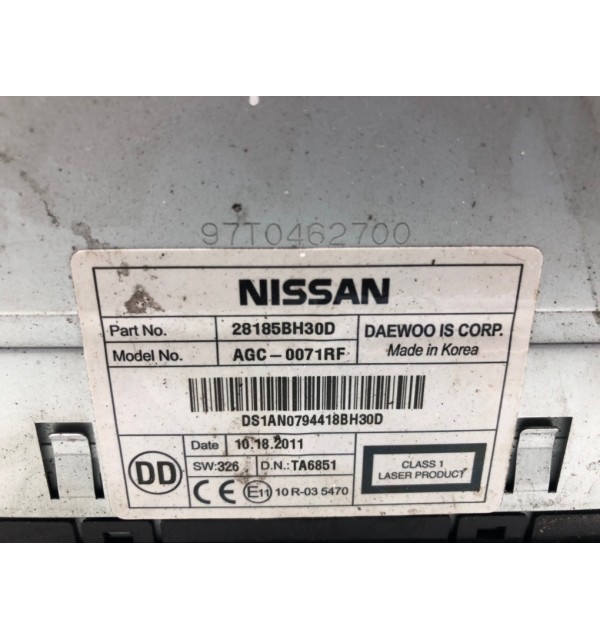 97T0462700
NISSAN
Part No. 28185BH30D DAEWOO IS CORP.
Model No. AGC-0071RF Made in Korea
DS1AN0794418BH30D
DD
Date 10.18.2011
SW:326 D.N.:TA6851
CE E11 10 R-03 5470
CLASS 1
LASER PRODUCT